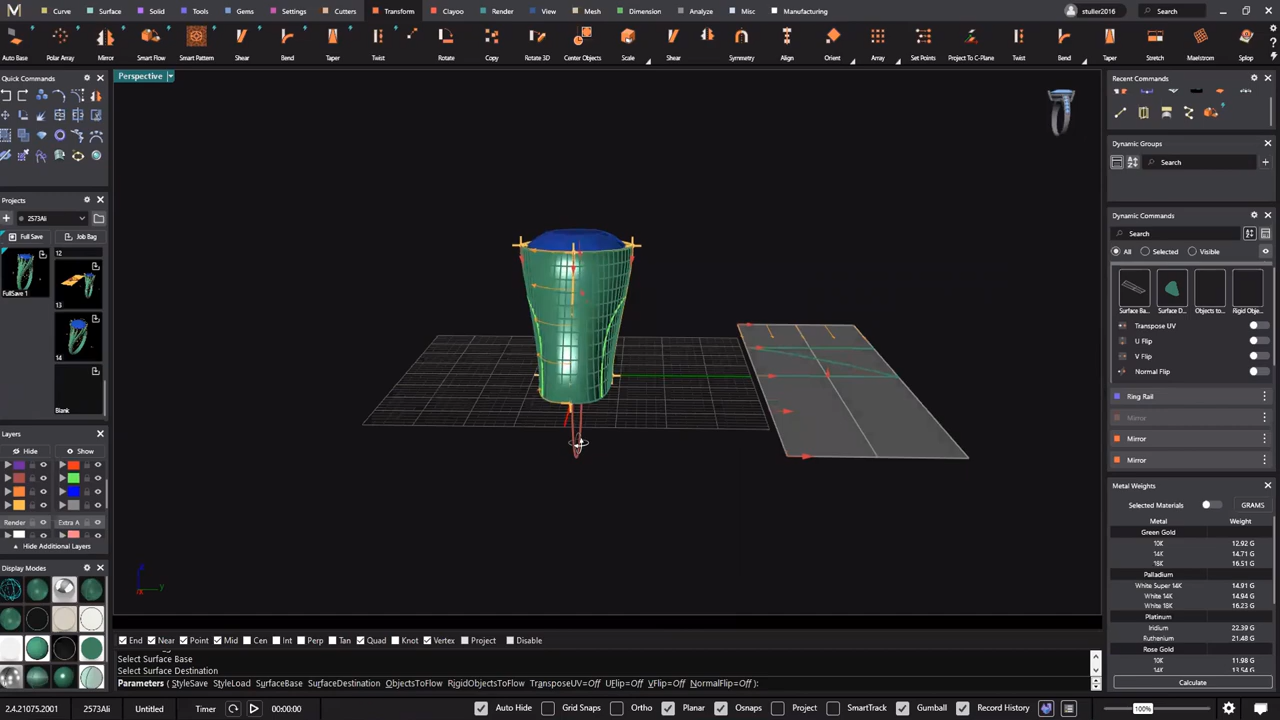 Curve Surface Solid Tools Gems Settings Cutters Transform Clayoo Render View Mesh Dimension Analyze Misc Manufacturing stuller2016 Search
Auto Base Polar Array Mirror Smart Flow Smart Pattern Shear Bend Taper Twist Rotate Copy Rotate 3D Center Objects Scale Shear Symmetry Align Orient Array Set Points Project To C-Plane Twist Bend Taper Stretch Maelstrom Splop
Quick Commands
Perspective
Recent Commands
Dynamic Groups
Search
Projects
2573Ali
Full Save Job Bag
FullSave 1
12
13
14
Blank
Dynamic Commands
Search
All Selected Visible
Surface Ba... Surface D... Objects to... Rigid Obje...
Transpose UV
U Flip
V Flip
Normal Flip
Ring Rail
Mirror
Mirror
Mirror
Layers
Hide Show
Render Extra A
Hide Additional Layers
Display Modes
Metal Weights
Selected Materials GRAMS
Metal Weight
Green Gold
10K 12.92 G
14K 14.71 G
18K 16.51 G
Palladium
White Super 14K 14.91 G
White 14K 14.94 G
White 18K 16.23 G
Platinum
Iridium 22.39 G
Ruthenium 21.48 G
Rose Gold
10K 11.98 G
14K 13.54 G
Calculate
x y
End Near Point Mid Cen Int Perp Tan Quad Knot Vertex Project Disable
Select Surface Base
Select Surface Destination
Parameters ( StyleSave StyleLoad SurfaceBase SurfaceDestination ObjectsToFlow RigidObjectsToFlow TransposeUV=Off UFlip=Off VFlip=Off NormalFlip=Off ):
2.4.21075.2001 2573Ali Untitled Timer 00:00:00 Auto Hide Grid Snaps Ortho Planar Osnaps Project SmartTrack Gumball Record History 100%